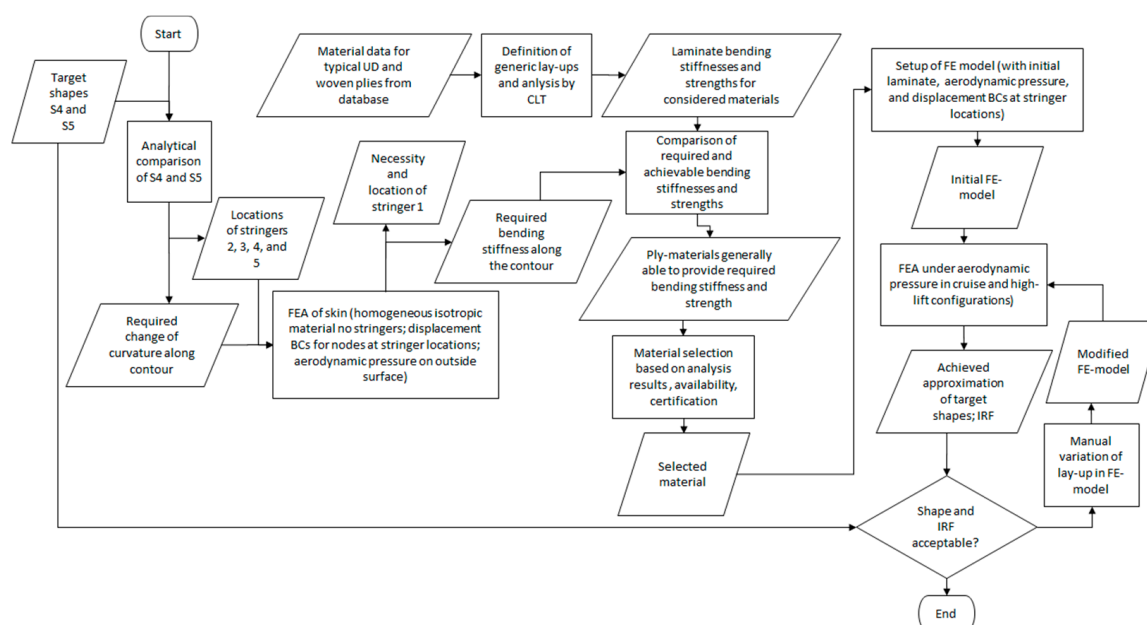 Start
Target
shapes
S4 and
S5
Analytical
comparison
of S4 and S5
Locations
of stringers
2, 3, 4, and
5
Required
change of
curvature along
contour
FEA of skin (homogeneous isotropic
material no stringers; displacement
BCs for nodes at stringer locations;
aerodynamic pressure on outside
surface)
Necessity
and
location of
stringer 1
Required
bending
stiffness along
the contour
Material data for
typical UD and
woven plies from
database
Definition of
generic lay-ups
and anlysis by
CLT
Laminate bending
stiffnesses and
strengths for
considered materials
Comparison of
required and
achievable bending
stiffnesses and
strengths
Ply-materials generally
able to provide required
bending stiffness and
strength
Material selection
based on analysis
results , availability,
certification
Selected
material
Setup of FE model (with initial
laminate,  aerodynamic pressure,
and displacement BCs at stringer
locations)
Initial FE-
model
FEA under aerodynamic
pressure in cruise and high-
lift configurations)
Achieved
approximation
of target
shapes; IRF
Modified
FE-model
Manual
variation of
lay-up in FE-
model
Shape and
IRF
acceptable?
End